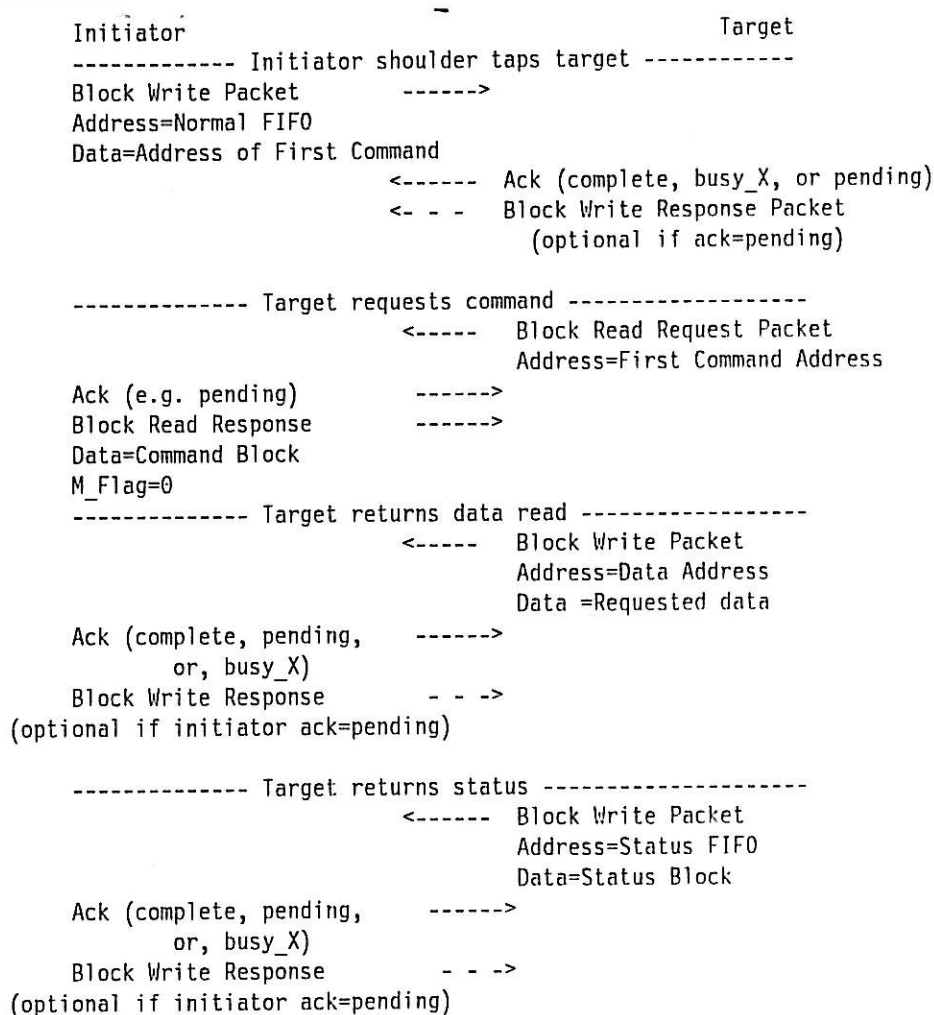 Initiator                                        Target
------------- Initiator shoulder taps target ------------
Block Write Packet        ------>
Address=Normal FIFO
Data=Address of First Command
<------ Ack (complete, busy_X, or pending)
<- - - Block Write Response Packet
(optional if ack=pending)
-------------- Target requests command -------------------
<----- Block Read Request Packet
Address=First Command Address
Ack (e.g. pending)        ------>
Block Read Response       ------>
Data=Command Block
M_Flag=0
-------------- Target returns data read ------------------
<----- Block Write Packet
Address=Data Address
Data =Requested data
Ack (complete, pending,   ------>
or, busy_X)
Block Write Response      - - ->
(optional if initiator ack=pending)
-------------- Target returns status ---------------------
<------ Block Write Packet
Address=Status FIFO
Data=Status Block
Ack (complete, pending,   ------>
or, busy_X)
Block Write Response      - - ->
(optional if initiator ack=pending)